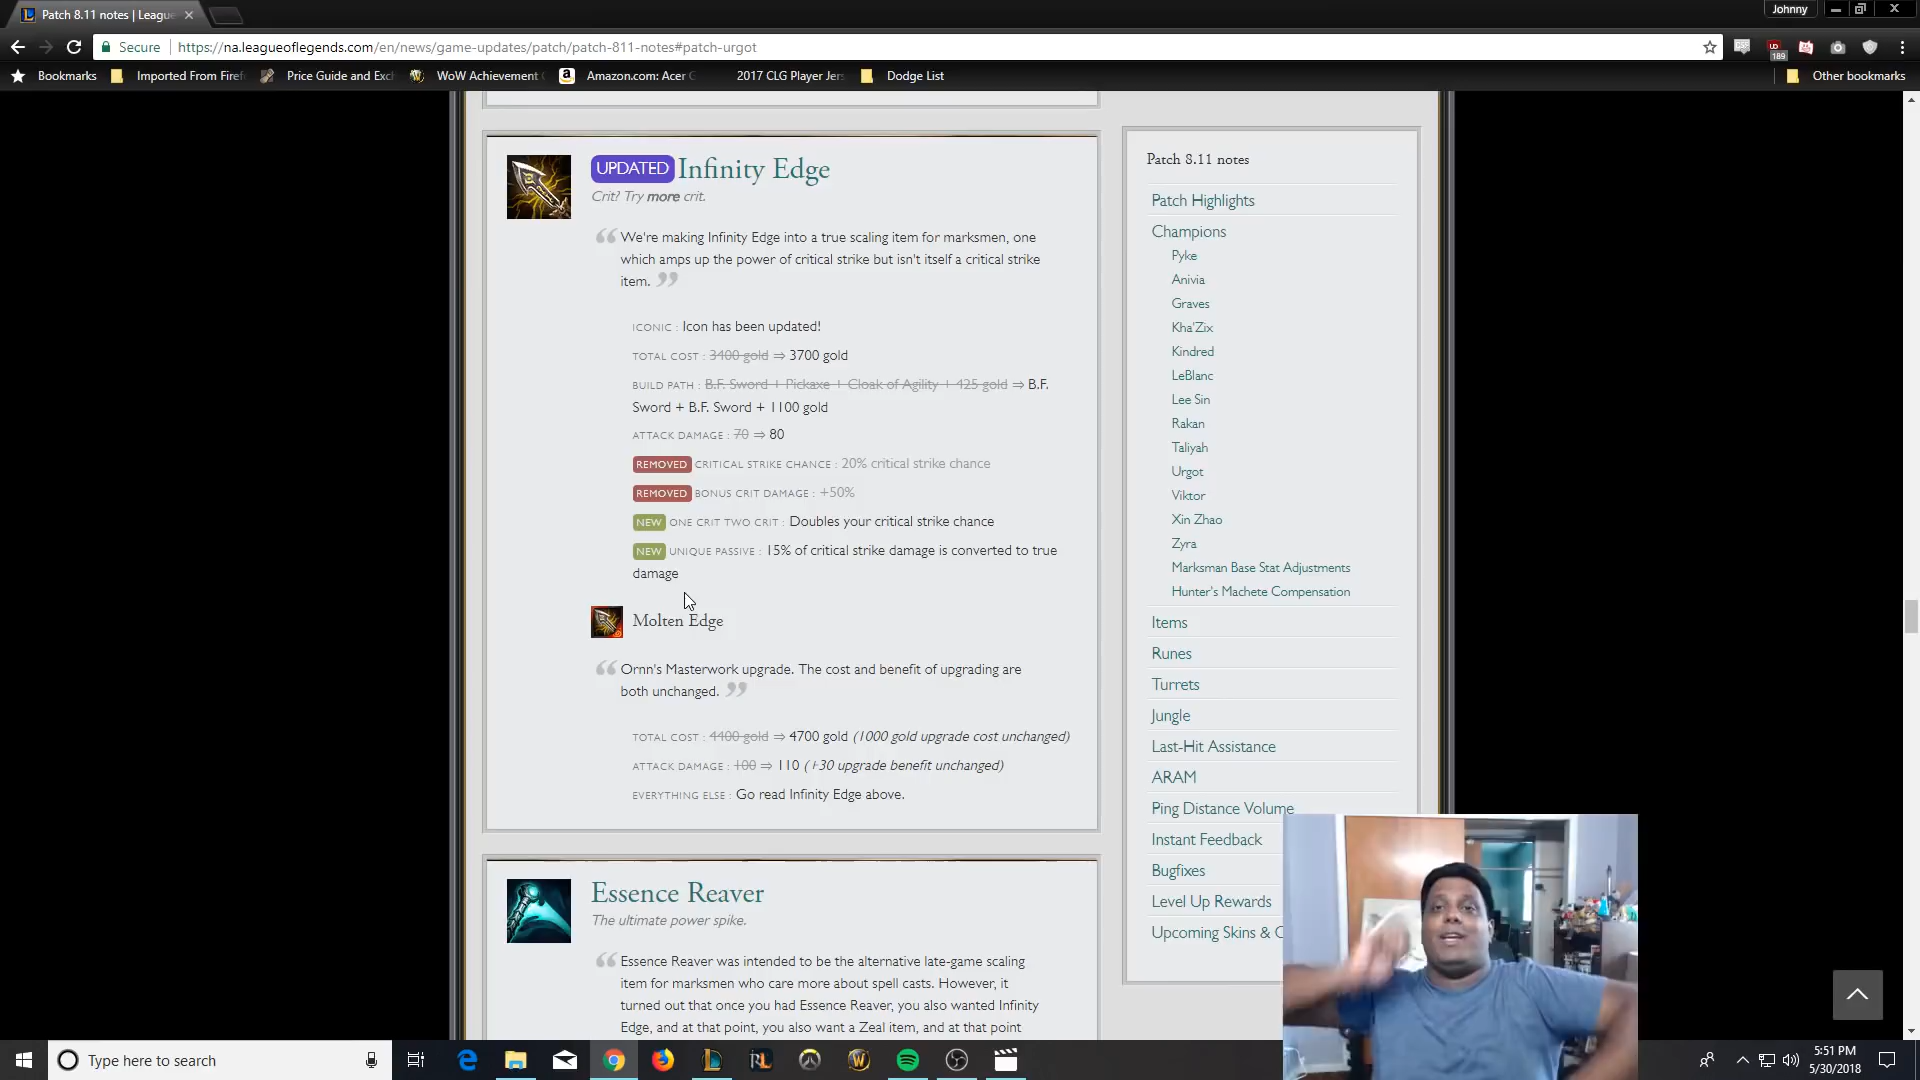 Patch 8.11 notes | Leagu
Johnny
Secure
https://na.leagueoflegends.com/en/news/game-updates/patch/patch-811-notes#patch-urgot
189
Bookmarks
Imported From Firef
Price Guide and Exch
WoW Achievement
Amazon.com: Acer
2017 CLG Player Jers
Dodge List
Other bookmarks
UPDATED Infinity Edge
Crit? Try more crit.
We're making Infinity Edge into a true scaling item for marksmen, one
which amps up the power of critical strike but isn't itself a critical strike
item.
ICONIC : Icon has been updated!
TOTAL COST : 3400 gold ⇒ 3700 gold
BUILD PATH : B.F. Sword + Pickaxe + Cloak of Agility + 425 gold ⇒ B.F.
Sword + B.F. Sword + 1100 gold
ATTACK DAMAGE : 70 ⇒ 80
REMOVED CRITICAL STRIKE CHANCE : 20% critical strike chance
REMOVED BONUS CRIT DAMAGE : +50%
NEW ONE CRIT TWO CRIT : Doubles your critical strike chance
NEW UNIQUE PASSIVE : 15% of critical strike damage is converted to true
damage
Molten Edge
Ornn's Masterwork upgrade. The cost and benefit of upgrading are
both unchanged.
TOTAL COST : 4400 gold ⇒ 4700 gold (1000 gold upgrade cost unchanged)
ATTACK DAMAGE : 100 ⇒ 110 (+30 upgrade benefit unchanged)
EVERYTHING ELSE : Go read Infinity Edge above.
Essence Reaver
The ultimate power spike.
Essence Reaver was intended to be the alternative late-game scaling
item for marksmen who care more about spell casts. However, it
turned out that once you had Essence Reaver, you also wanted Infinity
Edge, and at that point, you also want a Zeal item, and at that point
Patch 8.11 notes
Patch Highlights
Champions
Pyke
Anivia
Graves
Kha'Zix
Kindred
LeBlanc
Lee Sin
Rakan
Taliyah
Urgot
Viktor
Xin Zhao
Zyra
Marksman Base Stat Adjustments
Hunter's Machete Compensation
Items
Runes
Turrets
Jungle
Last-Hit Assistance
ARAM
Ping Distance Volume
Instant Feedback
Bugfixes
Level Up Rewards
Upcoming Skins & C
Type here to search
5:51 PM
5/30/2018